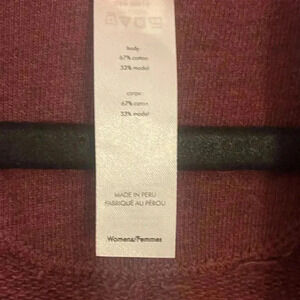 body
67% cotton
33% modal
corps
67% coton
33% modal
MADE IN PERU
FABRIQUÉ AU PÉROU
Womens/Femmes